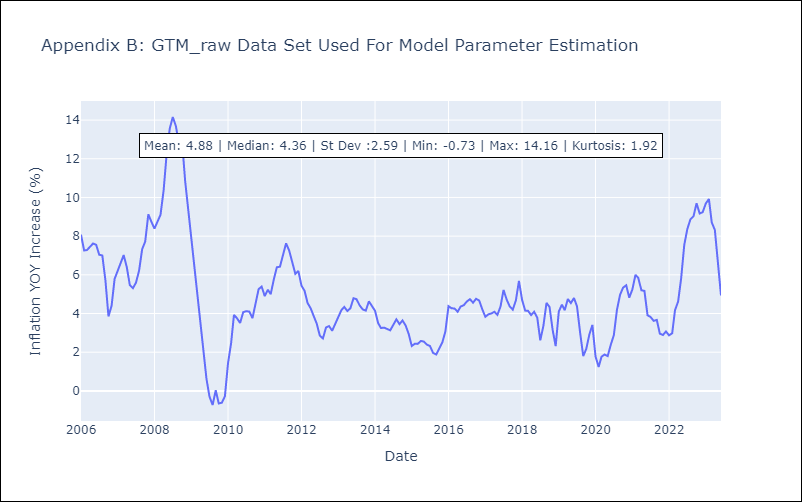 Appendix B: GTM_raw Data Set Used For Model Parameter Estimation
Mean: 4.88 | Median: 4.36 | St Dev :2.59 | Min: -0.73 | Max: 14.16 | Kurtosis: 1.92
Inflation YOY Increase (%)
14
12
10
8
6
4
2
0
2006 2008 2010 2012 2014 2016 2018 2020 2022
Date